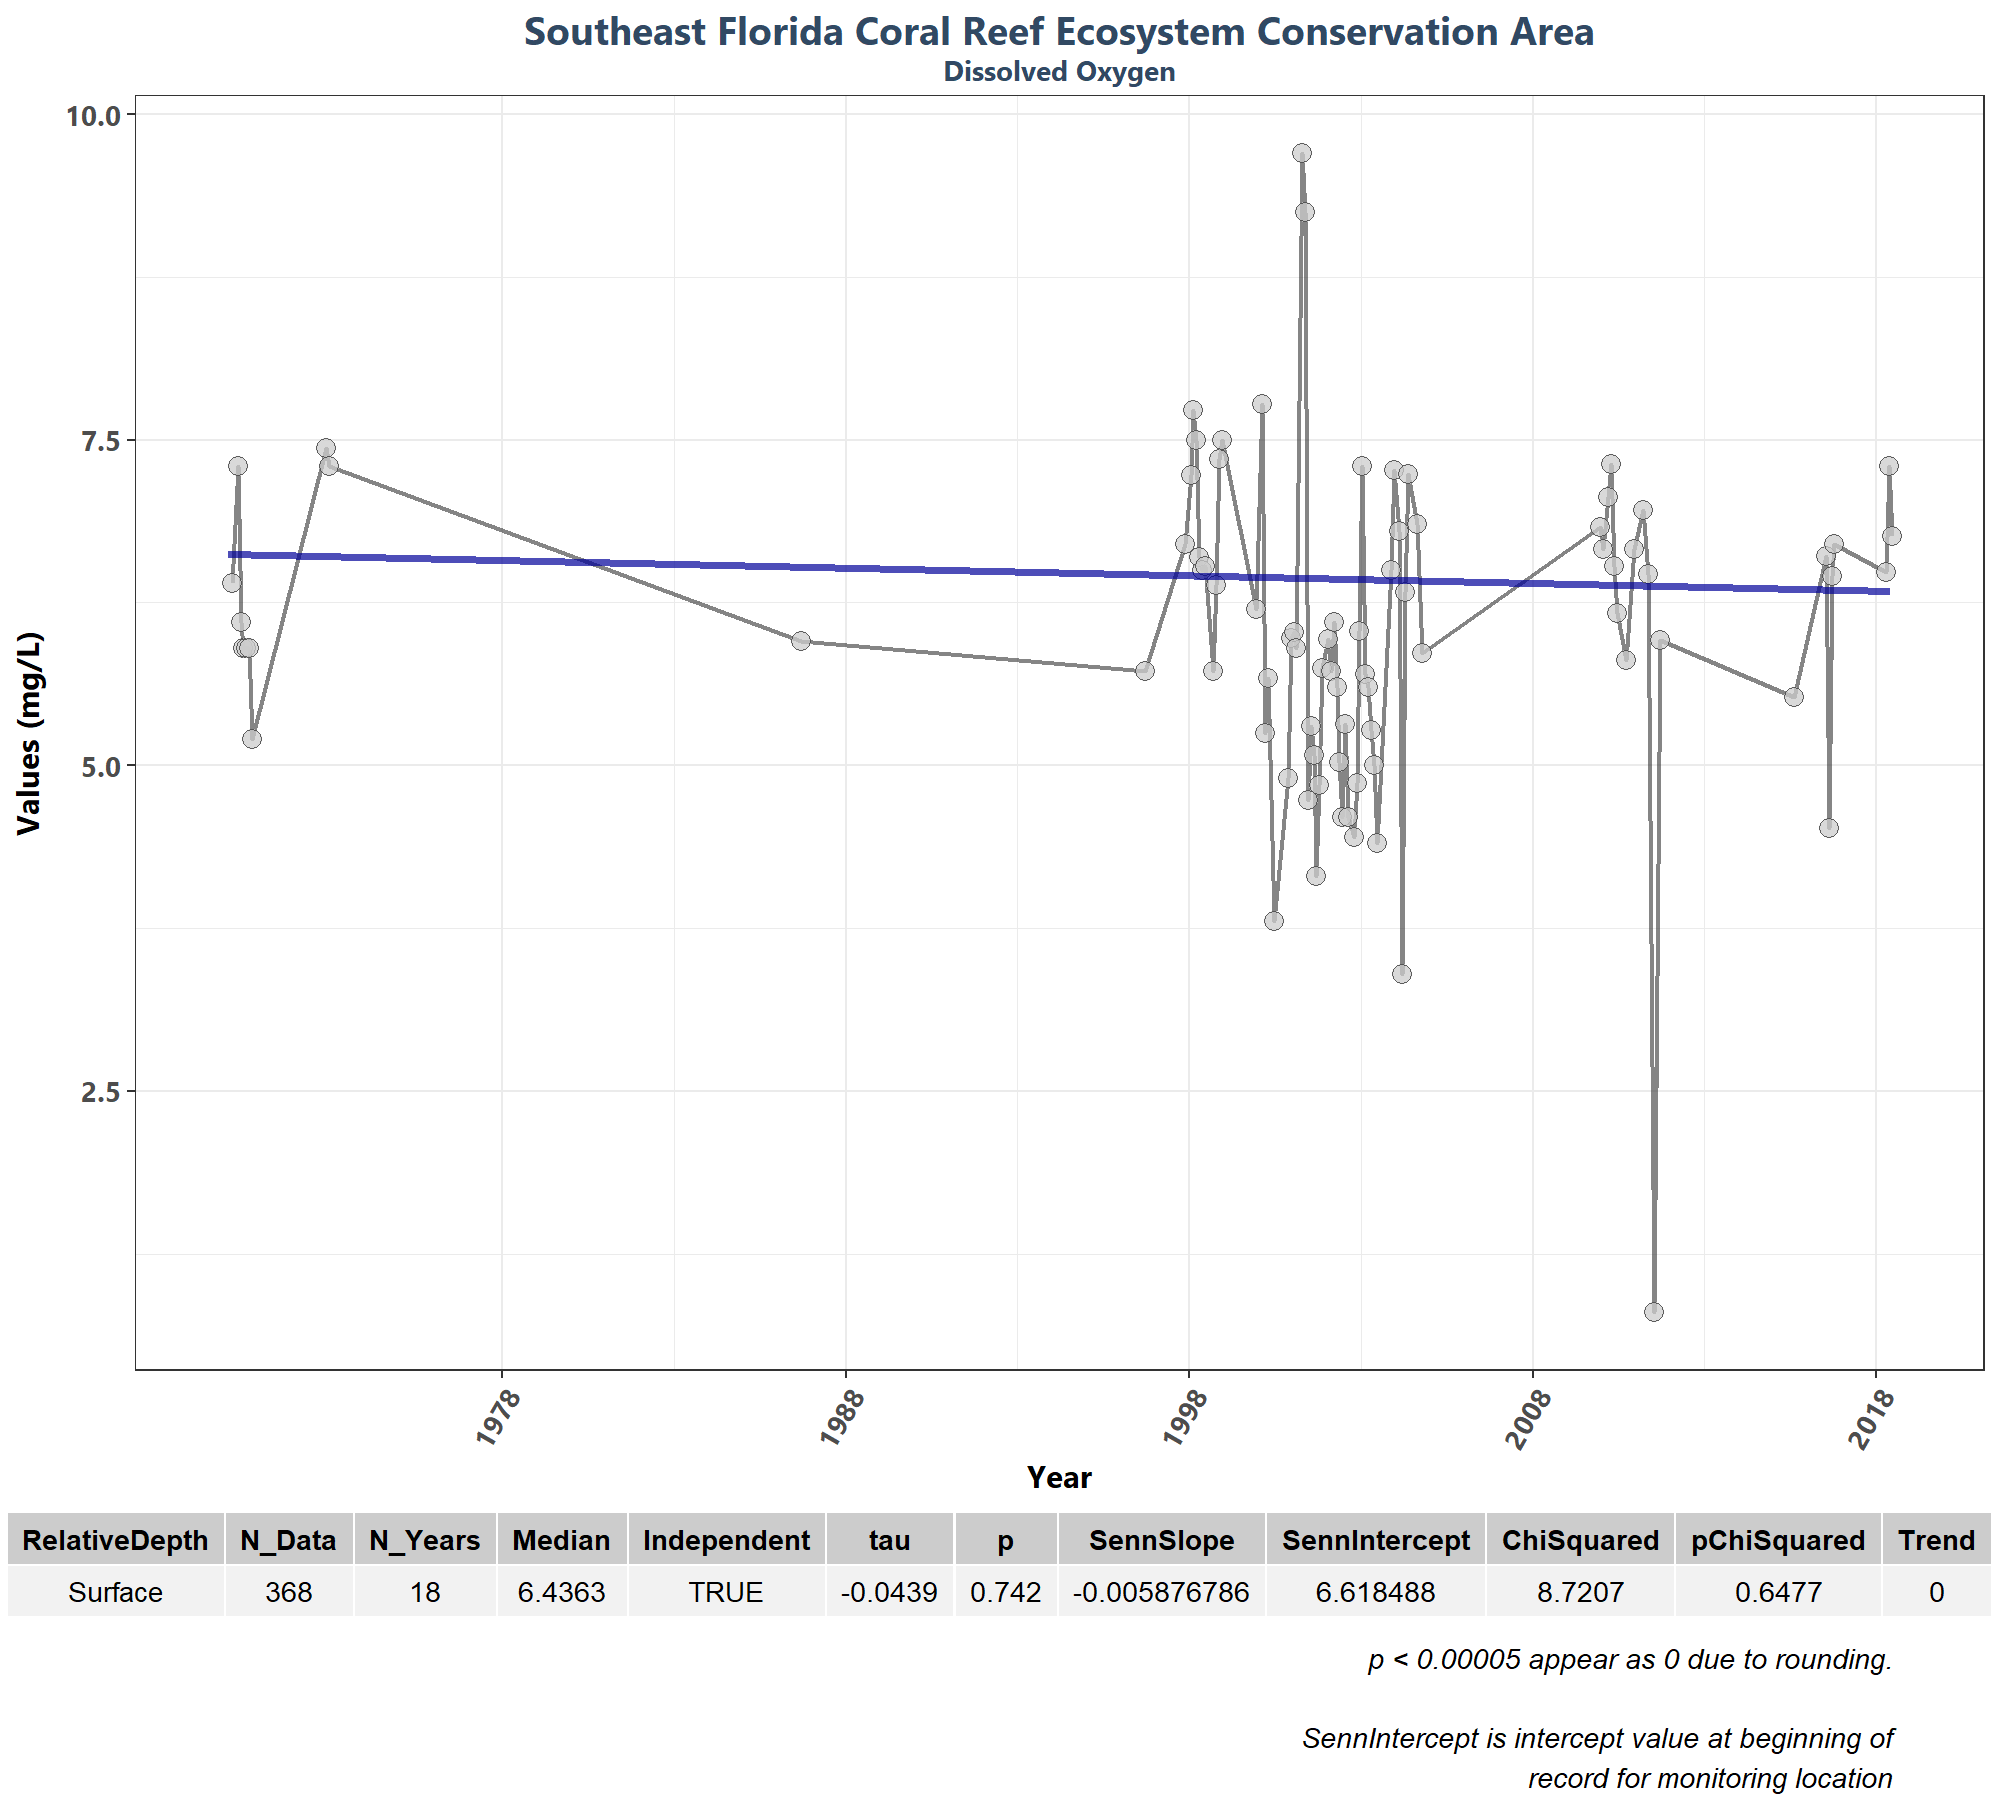 Southeast Florida Coral Reef Ecosystem Conservation Area
Dissolved Oxygen
10.0
7.5
5.0
2.5
Values (mg/L)
1978
1988
1998
2008
2018
Year
RelativeDepth N_Data N_Years Median Independent tau p SennSlope SennIntercept ChiSquared pChiSquared Trend
Surface 368 18 6.4363 TRUE -0.0439 0.742 -0.005876786 6.618488 8.7207 0.6477 0
p < 0.00005 appear as 0 due to rounding.
SennIntercept is intercept value at beginning of
record for monitoring location